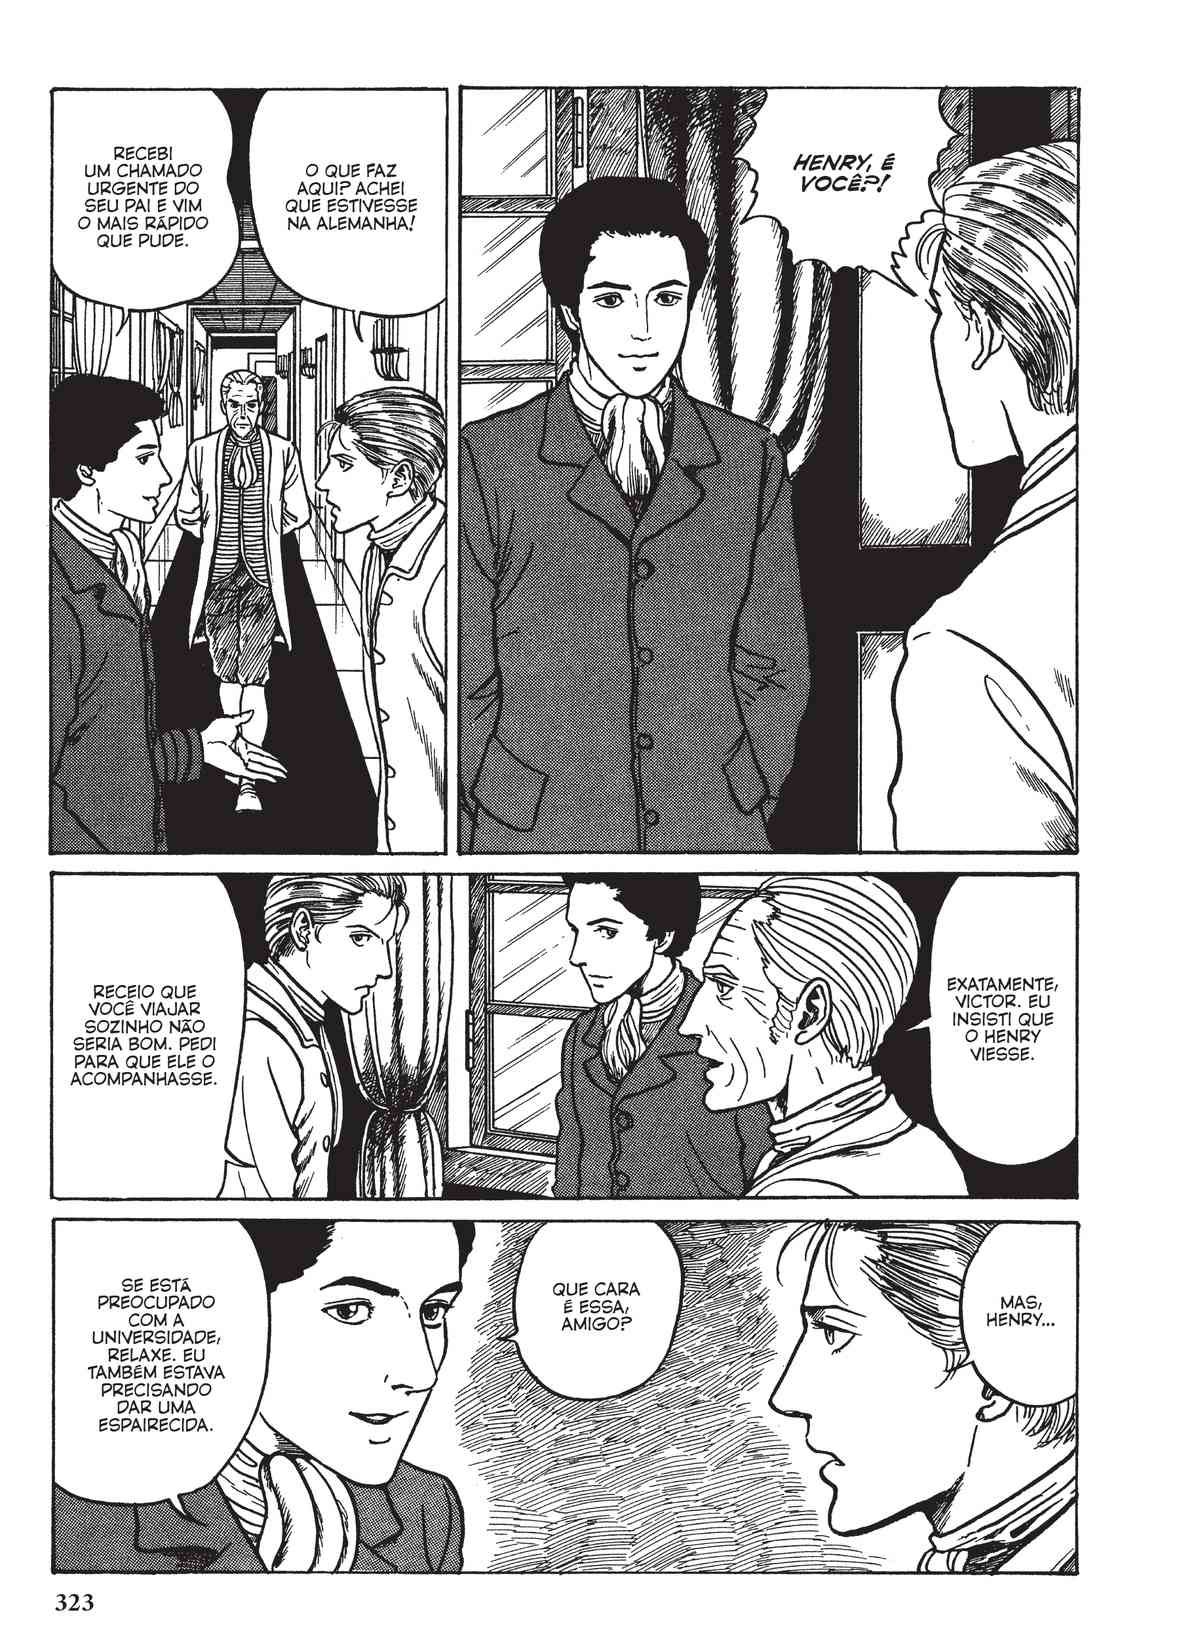 HENRY, É
VOCÊ?!
O QUE FAZ
AQUI? ACHEI
QUE ESTIVESSE
NA ALEMANHA!
RECEBI
UM CHAMADO
URGENTE DO
SEU PAI E VIM
O MAIS RÁPIDO
QUE PUDE.
EXATAMENTE,
VICTOR. EU
INSISTI QUE
O HENRY
VIESSE.
RECEIO QUE
VOCÊ VIAJAR
SOZINHO NÃO
SERIA BOM. PEDI
PARA QUE ELE O
ACOMPANHASSE.
MAS,
HENRY...
QUE CARA
É ESSA,
AMIGO?
SE ESTÁ
PREOCUPADO
COM A
UNIVERSIDADE,
RELAXE. EU
TAMBÉM ESTAVA
PRECISANDO
DAR UMA
ESPAIRECIDA.
323